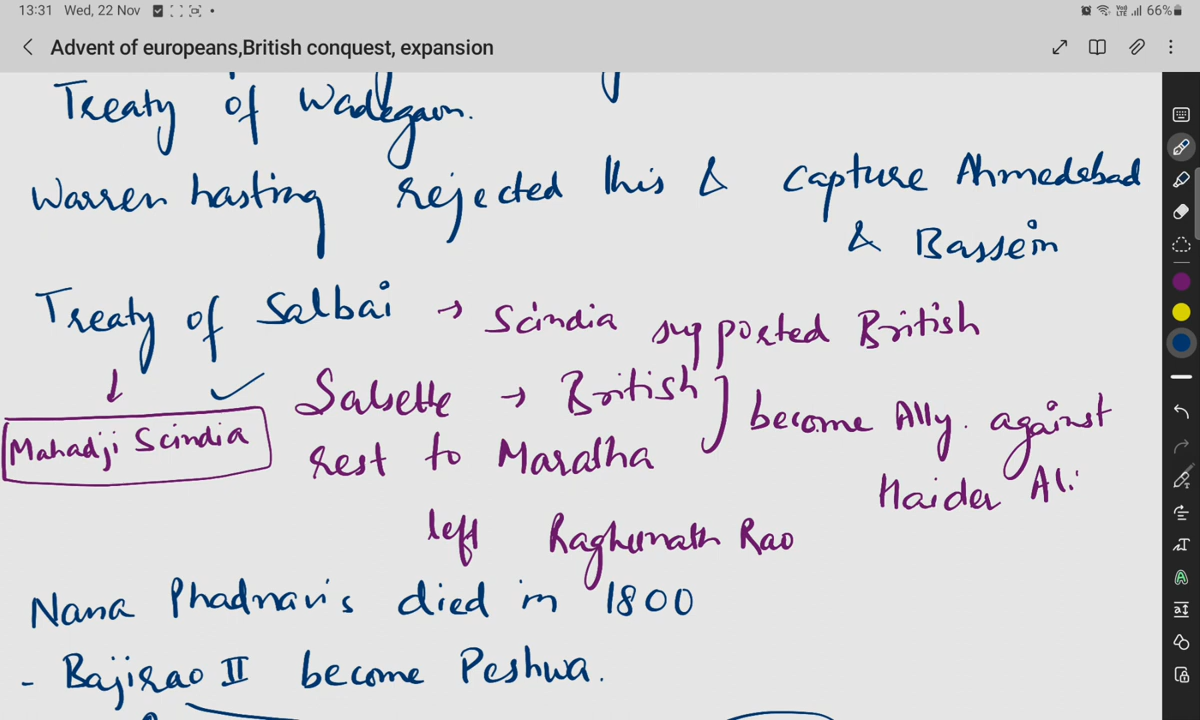 13:31 Wed, 22 Nov
66%
Advent of europeans,British conquest, expansion
Treaty of Wadegaon.
Warren hasting rejected this & capture Ahmedebad
& Bassein
Treaty of Salbai → Scindia supported British
↓ ✓
Mahadji Scindia
Salsette → British ] become Ally. against
rest to Maratha
Haider Ali
left Raghunath Rao
Nana Phadnavis died in 1800
- Bajirao II become Peshwa.